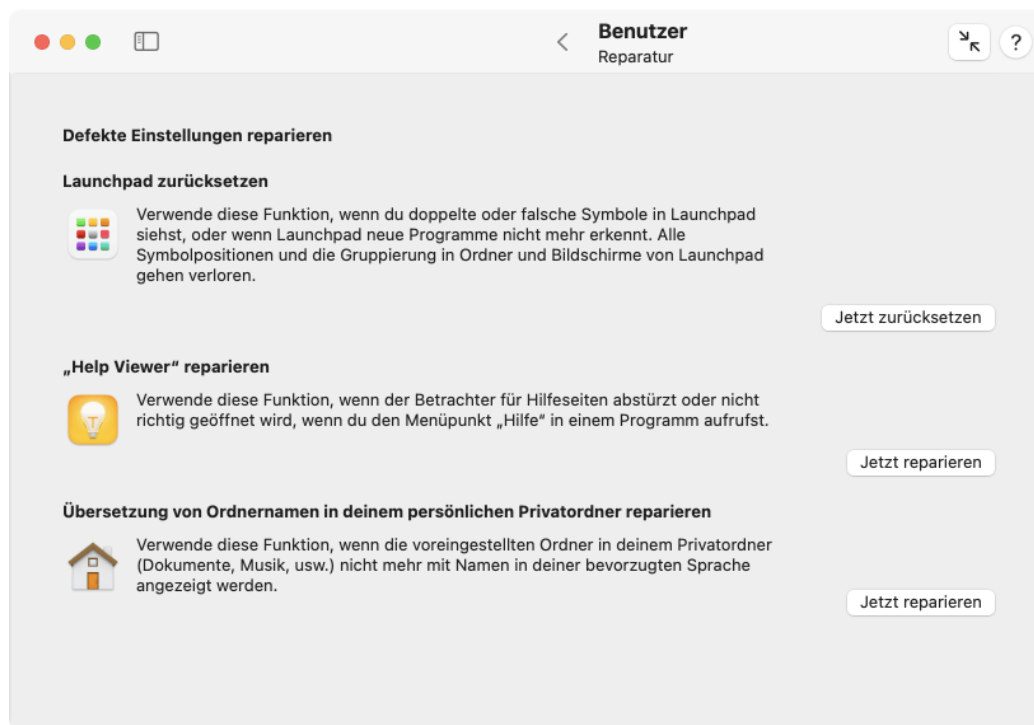 Benutzer
Reparatur
?
Defekte Einstellungen reparieren
Launchpad zurücksetzen
Verwende diese Funktion, wenn du doppelte oder falsche Symbole in Launchpad
siehst, oder wenn Launchpad neue Programme nicht mehr erkennt. Alle
Symbolpositionen und die Gruppierung in Ordner und Bildschirme von Launchpad
gehen verloren.
Jetzt zurücksetzen
„Help Viewer“ reparieren
Verwende diese Funktion, wenn der Betrachter für Hilfeseiten abstürzt oder nicht
richtig geöffnet wird, wenn du den Menüpunkt „Hilfe“ in einem Programm aufrufst.
Jetzt reparieren
Übersetzung von Ordnernamen in deinem persönlichen Privatordner reparieren
Verwende diese Funktion, wenn die voreingestellten Ordner in deinem Privatordner
(Dokumente, Musik, usw.) nicht mehr mit Namen in deiner bevorzugten Sprache
angezeigt werden.
Jetzt reparieren